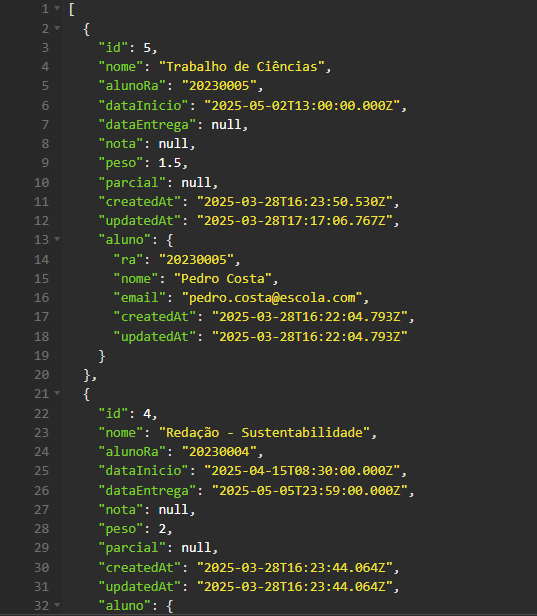 1 [
2 {
3 "id": 5,
4 "nome": "Trabalho de Ciências",
5 "alunoRa": "20230005",
6 "dataInicio": "2025-05-02T13:00:00.000Z",
7 "dataEntrega": null,
8 "nota": null,
9 "peso": 1.5,
10 "parcial": null,
11 "createdAt": "2025-03-28T16:23:50.530Z",
12 "updatedAt": "2025-03-28T17:17:06.767Z",
13 "aluno": {
14 "ra": "20230005",
15 "nome": "Pedro Costa",
16 "email": "pedro.costa@escola.com",
17 "createdAt": "2025-03-28T16:22:04.793Z",
18 "updatedAt": "2025-03-28T16:22:04.793Z"
19 }
20 },
21 {
22 "id": 4,
23 "nome": "Redação - Sustentabilidade",
24 "alunoRa": "20230004",
25 "dataInicio": "2025-04-15T08:30:00.000Z",
26 "dataEntrega": "2025-05-05T23:59:00.000Z",
27 "nota": null,
28 "peso": 2,
29 "parcial": null,
30 "createdAt": "2025-03-28T16:23:44.064Z",
31 "updatedAt": "2025-03-28T16:23:44.064Z",
32 "aluno": {